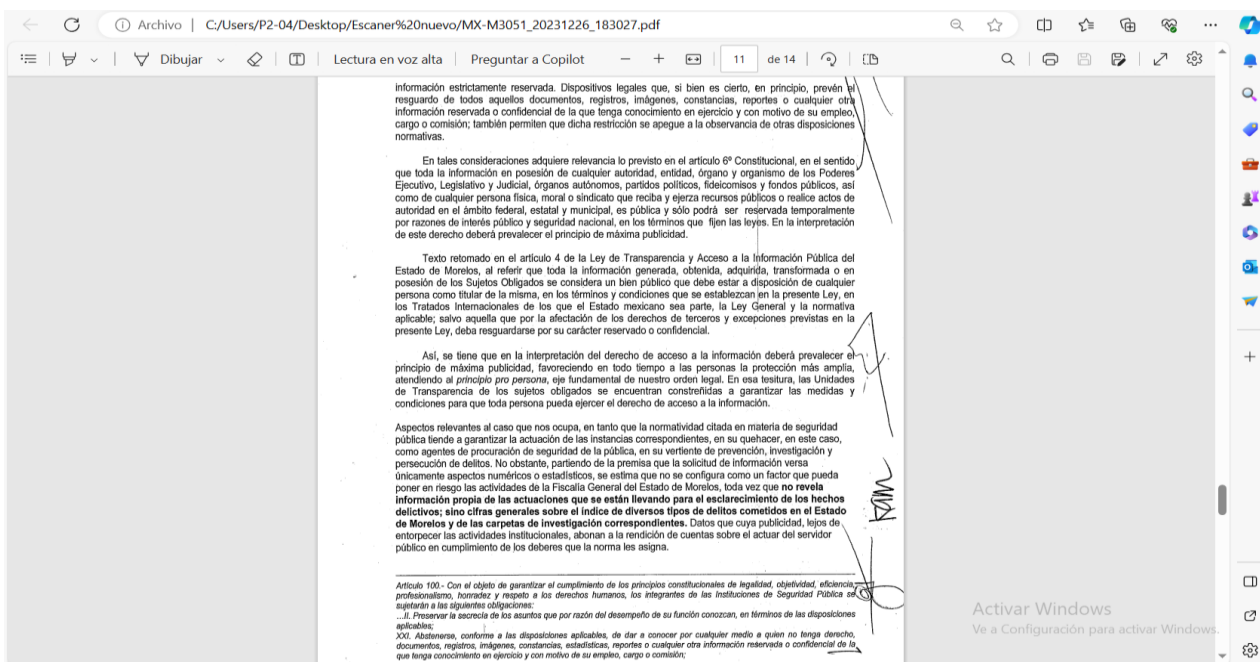 Archivo | C:/Users/P2-04/Desktop/Escaner%20nuevo/MX-M3051_20231226_183027.pdf
Dibujar Lectura en voz alta Preguntar a Copilot 11 de 14
información estrictamente reservada. Dispositivos legales que, si bien es cierto, en principio, prevén el
resguardo de todos aquellos documentos, registros, imágenes, constancias, reportes o cualquier otra
información reservada o confidencial de la que tenga conocimiento en ejercicio y con motivo de su empleo,
cargo o comisión; también permiten que dicha restricción se apegue a la observancia de otras disposiciones
normativas.
En tales consideraciones adquiere relevancia lo previsto en el artículo 6º Constitucional, en el sentido
que toda la información en posesión de cualquier autoridad, entidad, órgano y organismo de los Poderes
Ejecutivo, Legislativo y Judicial, órganos autónomos, partidos políticos, fideicomisos y fondos públicos, así
como de cualquier persona física, moral o sindicato que reciba y ejerza recursos públicos o realice actos de
autoridad en el ámbito federal, estatal y municipal, es pública y sólo podrá ser reservada temporalmente
por razones de interés público y seguridad nacional, en los términos que fijen las leyes. En la interpretación
de este derecho deberá prevalecer el principio de máxima publicidad.
Texto retomado en el artículo 4 de la Ley de Transparencia y Acceso a la Información Pública del
Estado de Morelos, al referir que toda la información generada, obtenida, adquirida, transformada o en
posesión de los Sujetos Obligados se considera un bien público que debe estar a disposición de cualquier
persona como titular de la misma, en los términos y condiciones que se establezcan en la presente Ley, en
los Tratados Internacionales de los que el Estado mexicano sea parte, la Ley General y la normativa
aplicable; salvo aquella que por la afectación de los derechos de terceros y excepciones previstas en la
presente Ley, deba resguardarse por su carácter reservado o confidencial.
Así, se tiene que en la interpretación del derecho de acceso a la información deberá prevalecer el
principio de máxima publicidad, favoreciendo en todo tiempo a las personas la protección más amplia,
atendiendo al principio pro persona, eje fundamental de nuestro orden legal. En esa tesitura, las Unidades
de Transparencia de los sujetos obligados se encuentran constreñidas a garantizar las medidas y
condiciones para que toda persona pueda ejercer el derecho de acceso a la información.
Aspectos relevantes al caso que nos ocupa, en tanto que la normatividad citada en materia de seguridad
pública tiende a garantizar la actuación de las instancias correspondientes, en su quehacer, en este caso,
como agentes de procuración de seguridad de la pública, en su vertiente de prevención, investigación y
persecución de delitos. No obstante, partiendo de la premisa que la solicitud de información versa
únicamente aspectos numéricos o estadísticos, se estima que no se configura como un factor que pueda
poner en riesgo las actividades de la Fiscalía General del Estado de Morelos, toda vez que no revela
información propia de las actuaciones que se están llevando para el esclarecimiento de los hechos
delictivos; sino cifras generales sobre el índice de diversos tipos de delitos cometidos en el Estado
de Morelos y de las carpetas de investigación correspondientes. Datos que cuya publicidad, lejos de
entorpecer las actividades institucionales, abonan a la rendición de cuentas sobre el actuar del servidor
público en cumplimiento de los deberes que la norma les asigna.
Artículo 100.- Con el objeto de garantizar el cumplimiento de los principios constitucionales de legalidad, objetividad, eficiencia,
profesionalismo, honradez y respeto a los derechos humanos, los integrantes de las Instituciones de Seguridad Pública se
sujetarán a las siguientes obligaciones:
...II. Preservar la secrecía de los asuntos que por razón del desempeño de su función conozcan, en términos de las disposiciones
aplicables;
XXI. Abstenerse, conforme a las disposiciones aplicables, de dar a conocer por cualquier medio a quien no tenga derecho,
documentos, registros, imágenes, constancias, estadísticas, reportes o cualquier otra información reservada o confidencial de la
que tenga conocimiento en ejercicio y con motivo de su empleo, cargo o comisión;
Activar Windows
Ve a Configuración para activar Windows.